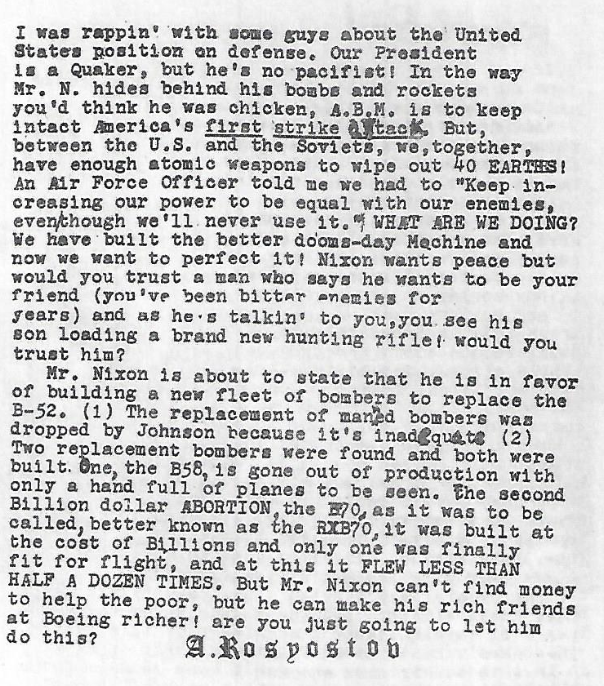 I was rappin' with some guys about the United
States position on defense. Our President
is a Quaker, but he's no pacifist! In the way
Mr. N. hides behind his bombs and rockets
you'd think he was chicken, A.B.M. is to keep
intact America's first strike attack. But,
between the U.S. and the Soviets, we, together,
have enough atomic weapons to wipe out 40 EARTHS!
An Air Force Officer told me we had to "Keep in-
creasing our power to be equal with our enemies,
even/though we'll never use it." WHAT ARE WE DOING?
We have built the better dooms-day Machine and
now we want to perfect it! Nixon wants peace but
would you trust a man who says he wants to be your
friend (you've been bitter enemies for
years) and as he's talkin' to you,you see his
son loading a brand new hunting rifle! would you
trust him?
Mr. Nixon is about to state that he is in favor
of building a new fleet of bombers to replace the
B-52. (1) The replacement of maned bombers was
dropped by Johnson because it's inadequate (2)
Two replacement bombers were found and both were
built. One, the B58, is gone out of production with
only a hand full of planes to be seen. The second
Billion dollar ABORTION, the B70, as it was to be
called, better known as the RXB70, it was built at
the cost of Billions and only one was finally
fit for flight, and at this it FLEW LESS THAN
HALF A DOZEN TIMES. But Mr. Nixon can't find money
to help the poor, but he can make his rich friends
at Boeing richer! are you just going to let him
do this?
A.Rospostov